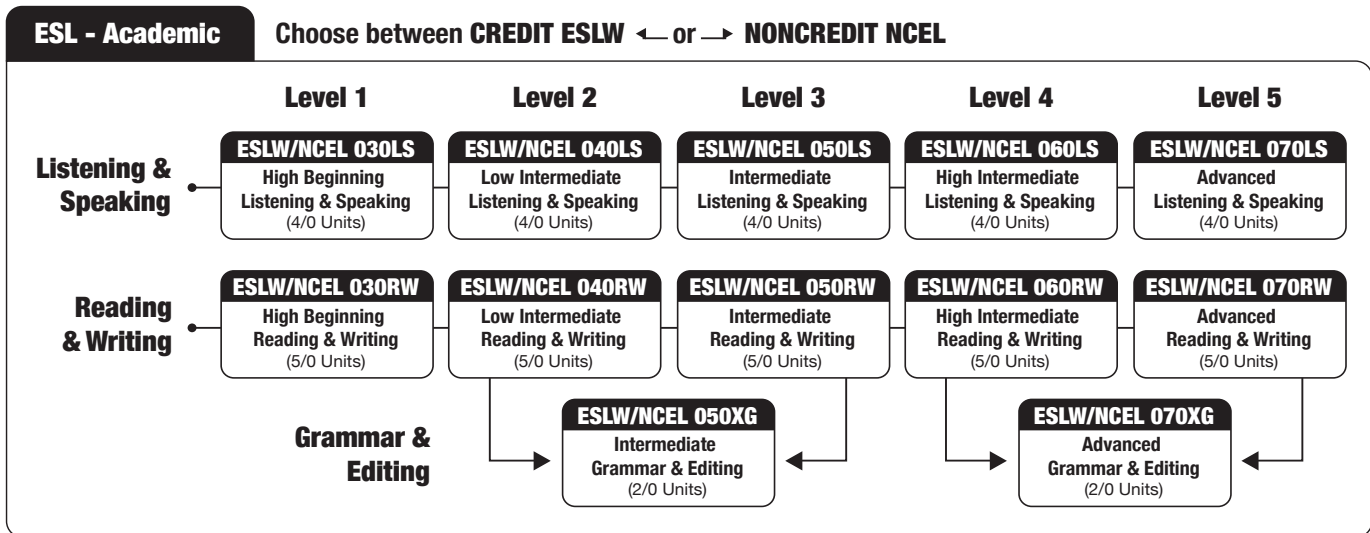 ESL - Academic
Choose between CREDIT ESLW ← or → NONCREDIT NCEL
Level 1
Level 2
Level 3
Level 4
Level 5
Listening &
Speaking
ESLW/NCEL 030LS
High Beginning
Listening & Speaking
(4/0 Units)
ESLW/NCEL 040LS
Low Intermediate
Listening & Speaking
(4/0 Units)
ESLW/NCEL 050LS
Intermediate
Listening & Speaking
(4/0 Units)
ESLW/NCEL 060LS
High Intermediate
Listening & Speaking
(4/0 Units)
ESLW/NCEL 070LS
Advanced
Listening & Speaking
(4/0 Units)
Reading
& Writing
ESLW/NCEL 030RW
High Beginning
Reading & Writing
(5/0 Units)
ESLW/NCEL 040RW
Low Intermediate
Reading & Writing
(5/0 Units)
ESLW/NCEL 050RW
Intermediate
Reading & Writing
(5/0 Units)
ESLW/NCEL 060RW
High Intermediate
Reading & Writing
(5/0 Units)
ESLW/NCEL 070RW
Advanced
Reading & Writing
(5/0 Units)
Grammar &
Editing
ESLW/NCEL 050XG
Intermediate
Grammar & Editing
(2/0 Units)
ESLW/NCEL 070XG
Advanced
Grammar & Editing
(2/0 Units)